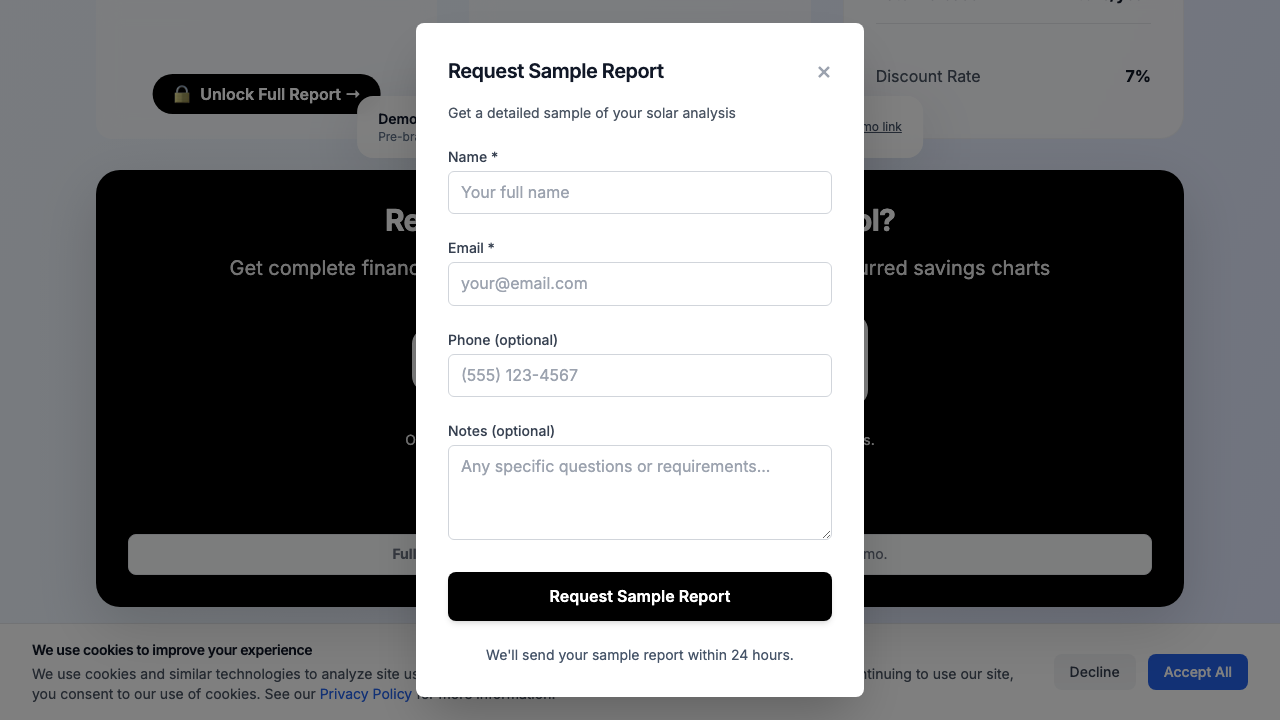 Discount Rate
7%
🔒 Unlock Full Report →
Request Sample Report
×
Get a detailed sample of your solar analysis
Demo
Pre-bra
mo link
Name *
Your full name
Email *
your@email.com
Get complete financ
urred savings charts
Phone (optional)
(555) 123-4567
Notes (optional)
Any specific questions or requirements...
Full
mo.
Request Sample Report
We'll send your sample report within 24 hours.
We use cookies to improve your experience
We use cookies and similar technologies to analyze site us
ntinuing to use our site,
you consent to our use of cookies. See our Privacy Policy for more information.
Decline
Accept All